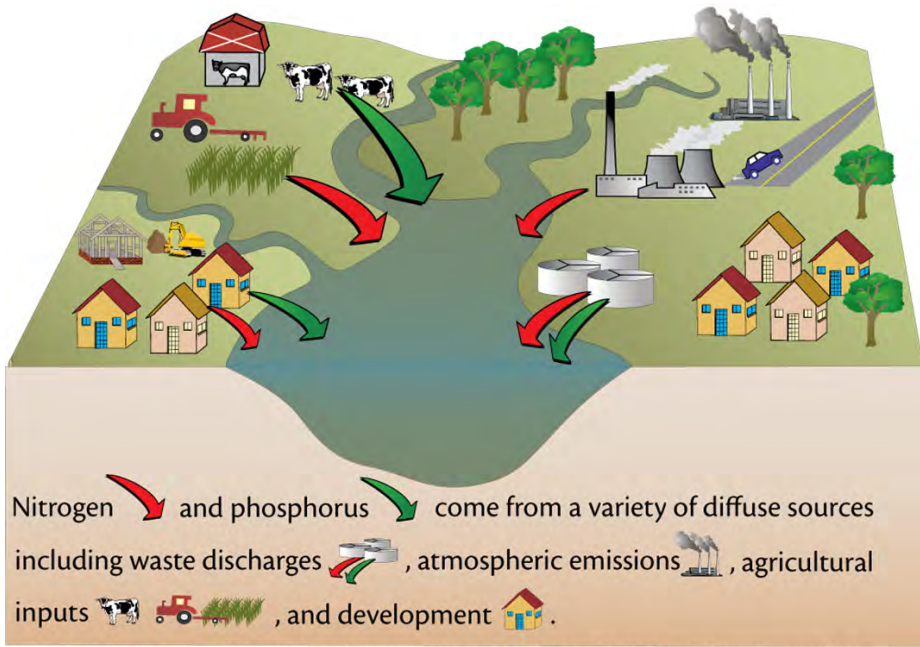 Nitrogen and phosphorus come from a variety of diffuse sources
including waste discharges , atmospheric emissions , agricultural
inputs , and development .